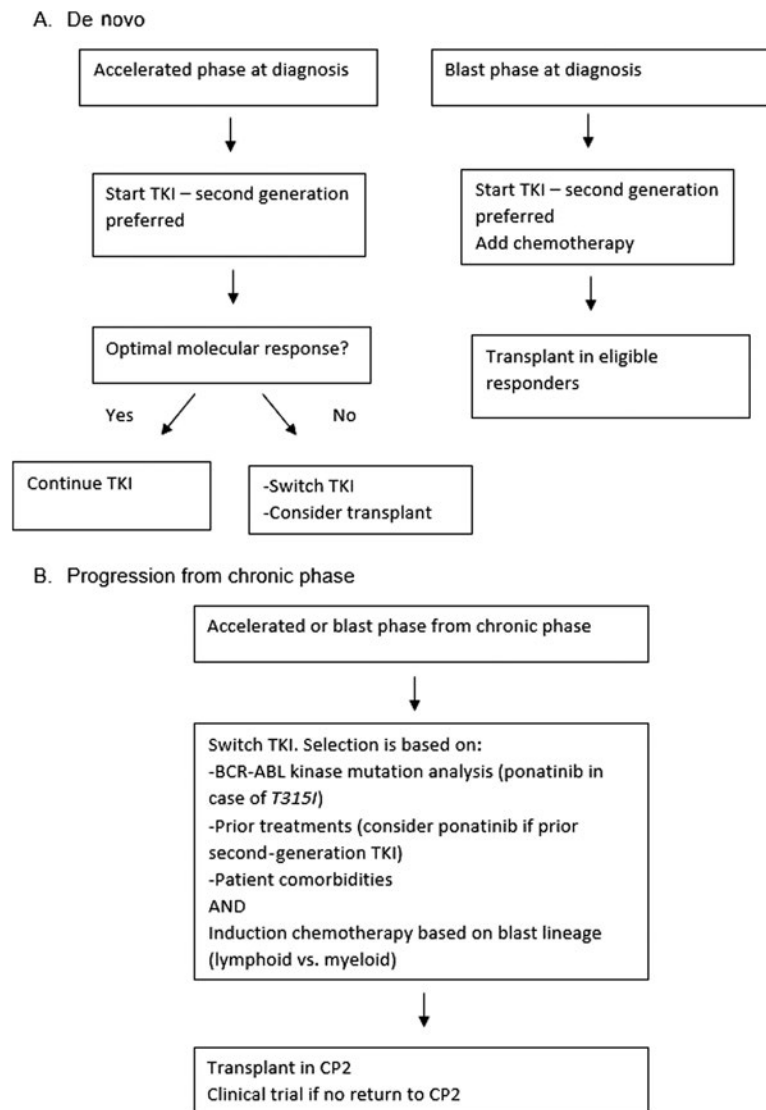 A. De novo
Accelerated phase at diagnosis
Blast phase at diagnosis
Start TKI – second generation
preferred
Start TKI – second generation
preferred
Add chemotherapy
Optimal molecular response?
Transplant in eligible
responders
Yes
No
Continue TKI
-Switch TKI
-Consider transplant
B. Progression from chronic phase
Accelerated or blast phase from chronic phase
Switch TKI. Selection is based on:
-BCR-ABL kinase mutation analysis (ponatinib in
case of T315I)
-Prior treatments (consider ponatinib if prior
second-generation TKI)
-Patient comorbidities
AND
Induction chemotherapy based on blast lineage
(lymphoid vs. myeloid)
Transplant in CP2
Clinical trial if no return to CP2